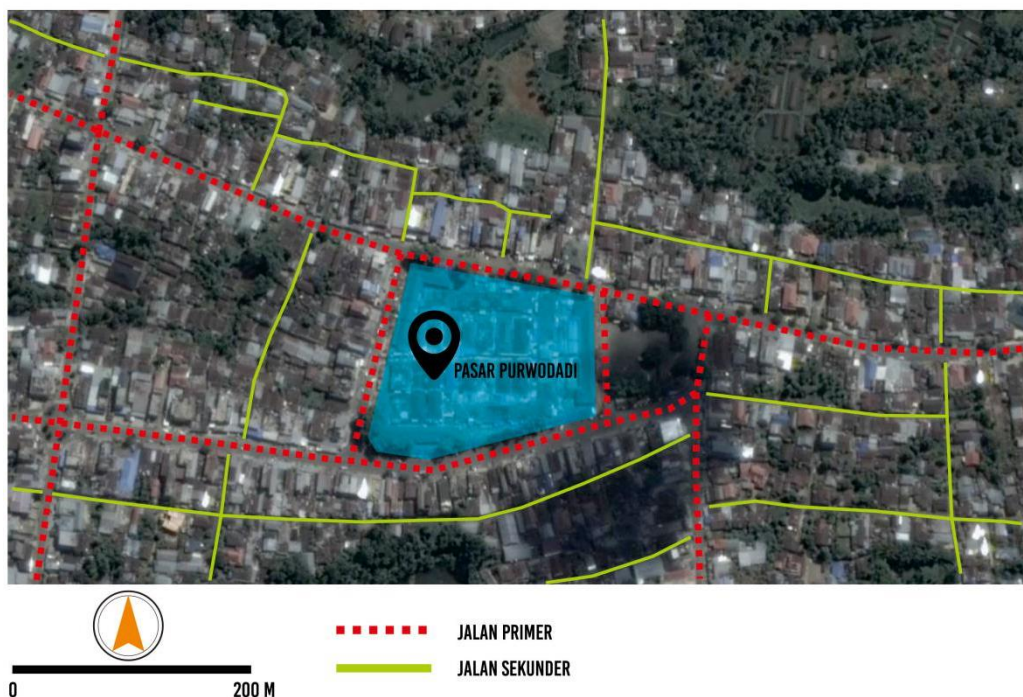 PASAR PURWODADI
JALAN PRIMER
JALAN SEKUNDER
0
200 M